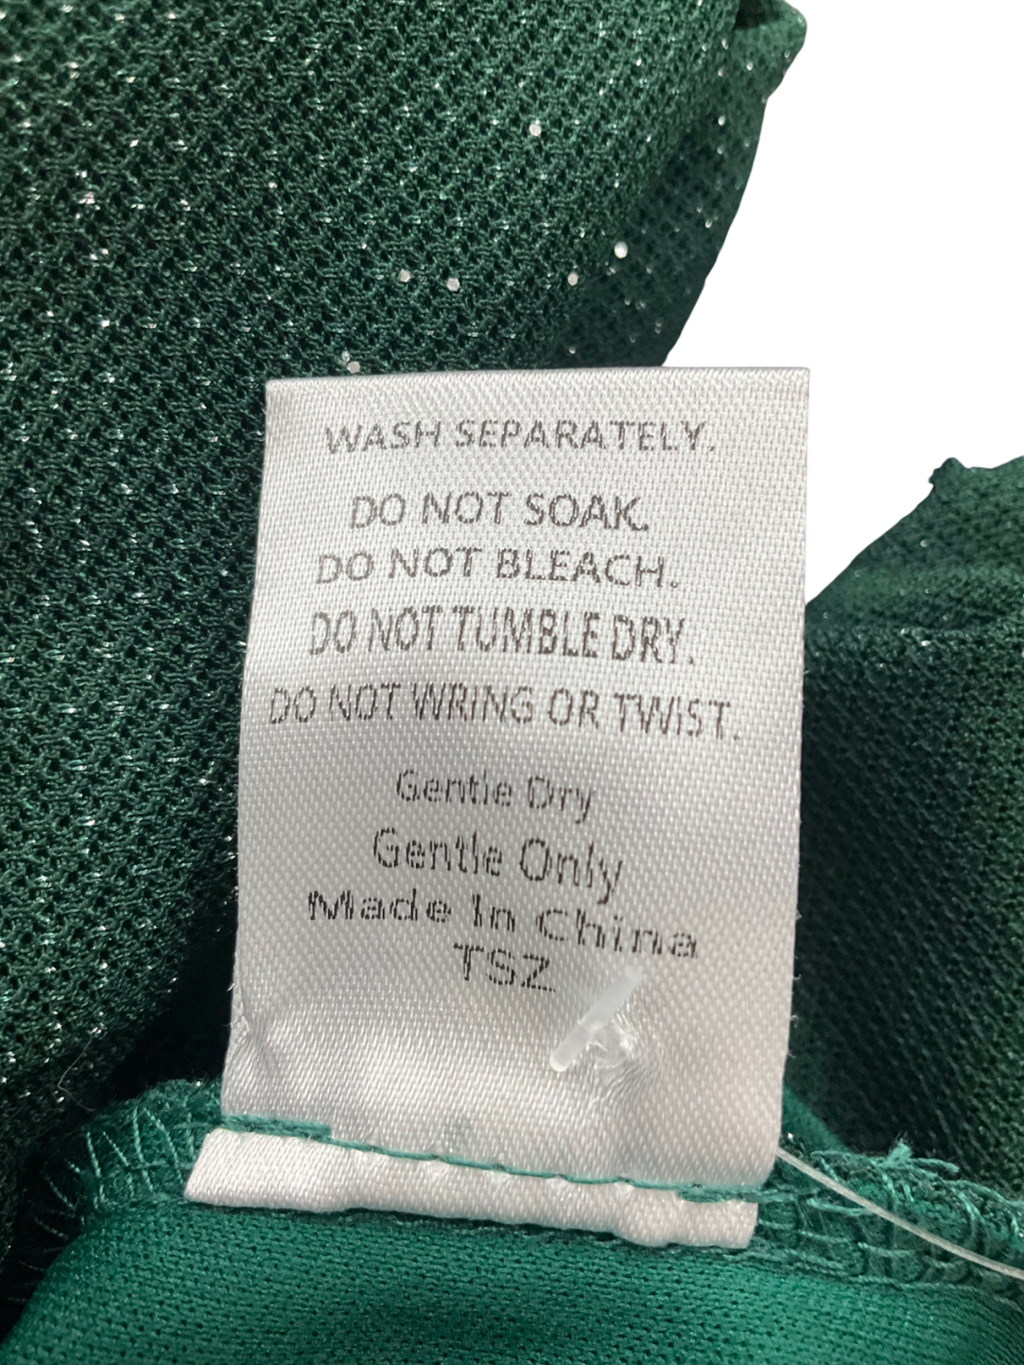 WASH SEPARATELY.
DO NOT SOAK.
DO NOT BLEACH.
DO NOT TUMBLE DRY.
DO NOT WRING OR TWIST.
Gentle Dry
Gentle Only
Made In China
TSZ